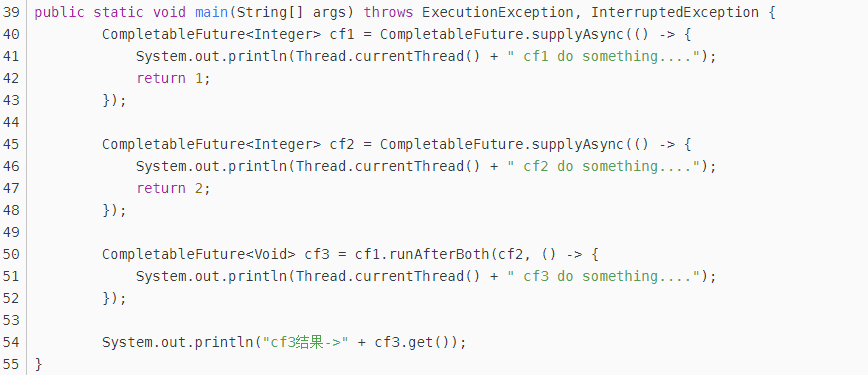 39 public static void main(String[] args) throws ExecutionException, InterruptedException {
40         CompletableFuture<Integer> cf1 = CompletableFuture.supplyAsync(() -> {
41             System.out.println(Thread.currentThread() + " cf1 do something....");
42             return 1;
43         });
44
45         CompletableFuture<Integer> cf2 = CompletableFuture.supplyAsync(() -> {
46             System.out.println(Thread.currentThread() + " cf2 do something....");
47             return 2;
48         });
49
50         CompletableFuture<Void> cf3 = cf1.runAfterBoth(cf2, () -> {
51             System.out.println(Thread.currentThread() + " cf3 do something....");
52         });
53
54         System.out.println("cf3结果->" + cf3.get());
55 }